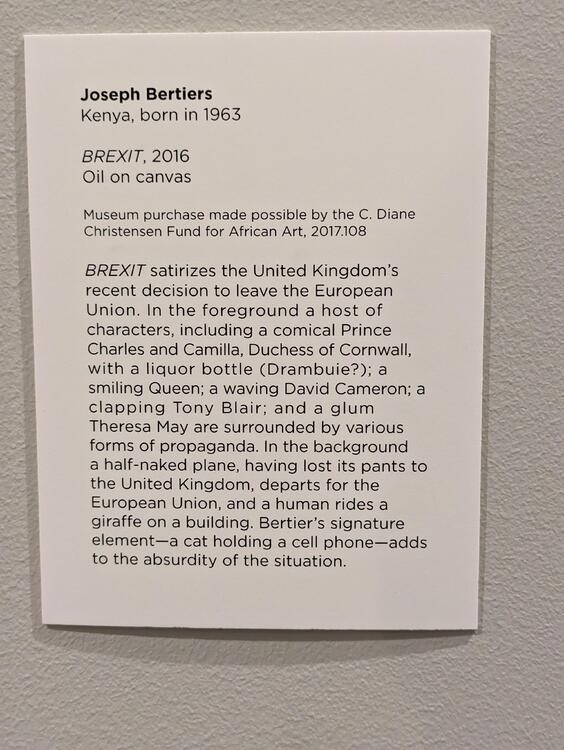 Joseph Bertiers
Kenya, born in 1963
BREXIT, 2016
Oil on canvas
Museum purchase made possible by the C. Diane
Christensen Fund for African Art, 2017.108
BREXIT satirizes the United Kingdom's
recent decision to leave the European
Union. In the foreground a host of
characters, including a comical Prince
Charles and Camilla, Duchess of Cornwall,
with a liquor bottle (Drambuie?); a
smiling Queen; a waving David Cameron; a
clapping Tony Blair; and a glum
Theresa May are surrounded by various
forms of propaganda. In the background
a half-naked plane, having lost its pants to
the United Kingdom, departs for the
European Union, and a human rides a
giraffe on a building. Bertier's signature
element—a cat holding a cell phone—adds
to the absurdity of the situation.